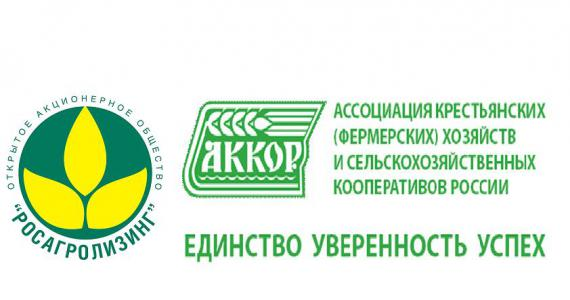 ОТКРЫТОЕ АКЦИОНЕРНОЕ ОБЩЕСТВО
"РОСАГРОЛИЗИНГ"
АККОР
АССОЦИАЦИЯ КРЕСТЬЯНСКИХ
(ФЕРМЕРСКИХ) ХОЗЯЙСТВ
И СЕЛЬСКОХОЗЯЙСТВЕННЫХ
КООПЕРАТИВОВ РОССИИ
ЕДИНСТВО УВЕРЕННОСТЬ УСПЕХ